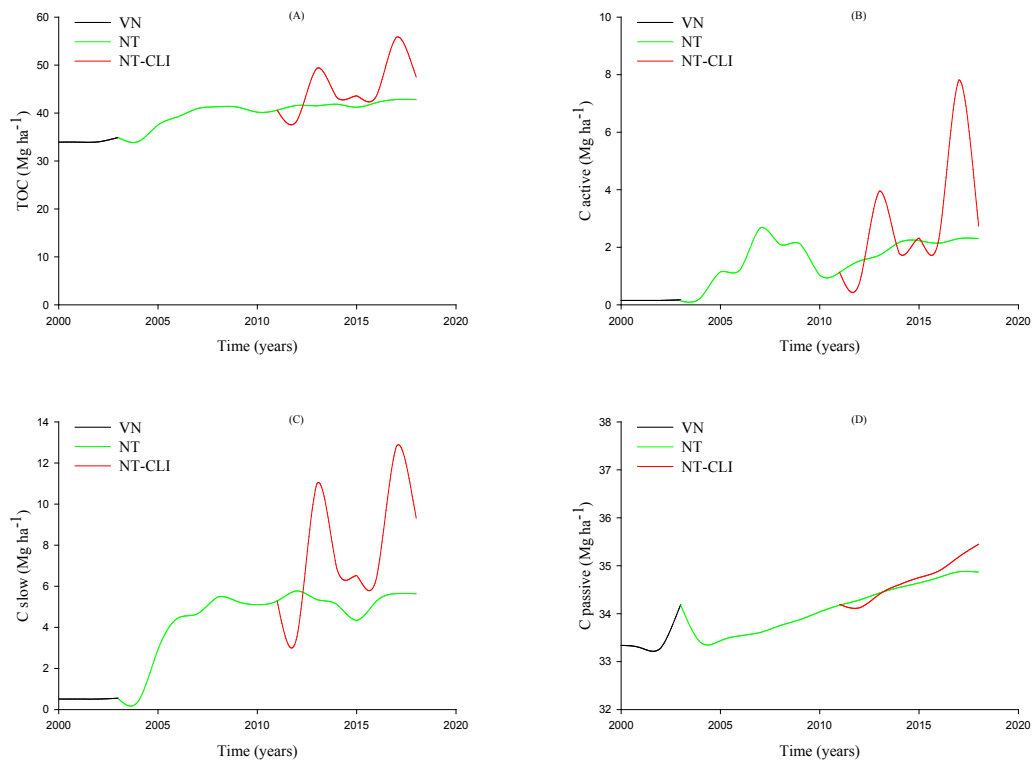 (A)
VN
NT
NT-CLI
TOC (Mg ha⁻¹)
60
50
40
30
20
10
0
2000 2005 2010 2015 2020
Time (years)
(B)
VN
NT
NT-CLI
C active (Mg ha⁻¹)
10
8
6
4
2
0
2000 2005 2010 2015 2020
Time (years)
(C)
VN
NT
NT-CLI
C slow (Mg ha⁻¹)
14
12
10
8
6
4
2
0
2000 2005 2010 2015 2020
Time (years)
(D)
VN
NT
NT-CLI
C passive (Mg ha⁻¹)
38
37
36
35
34
33
32
2000 2005 2010 2015 2020
Time (years)